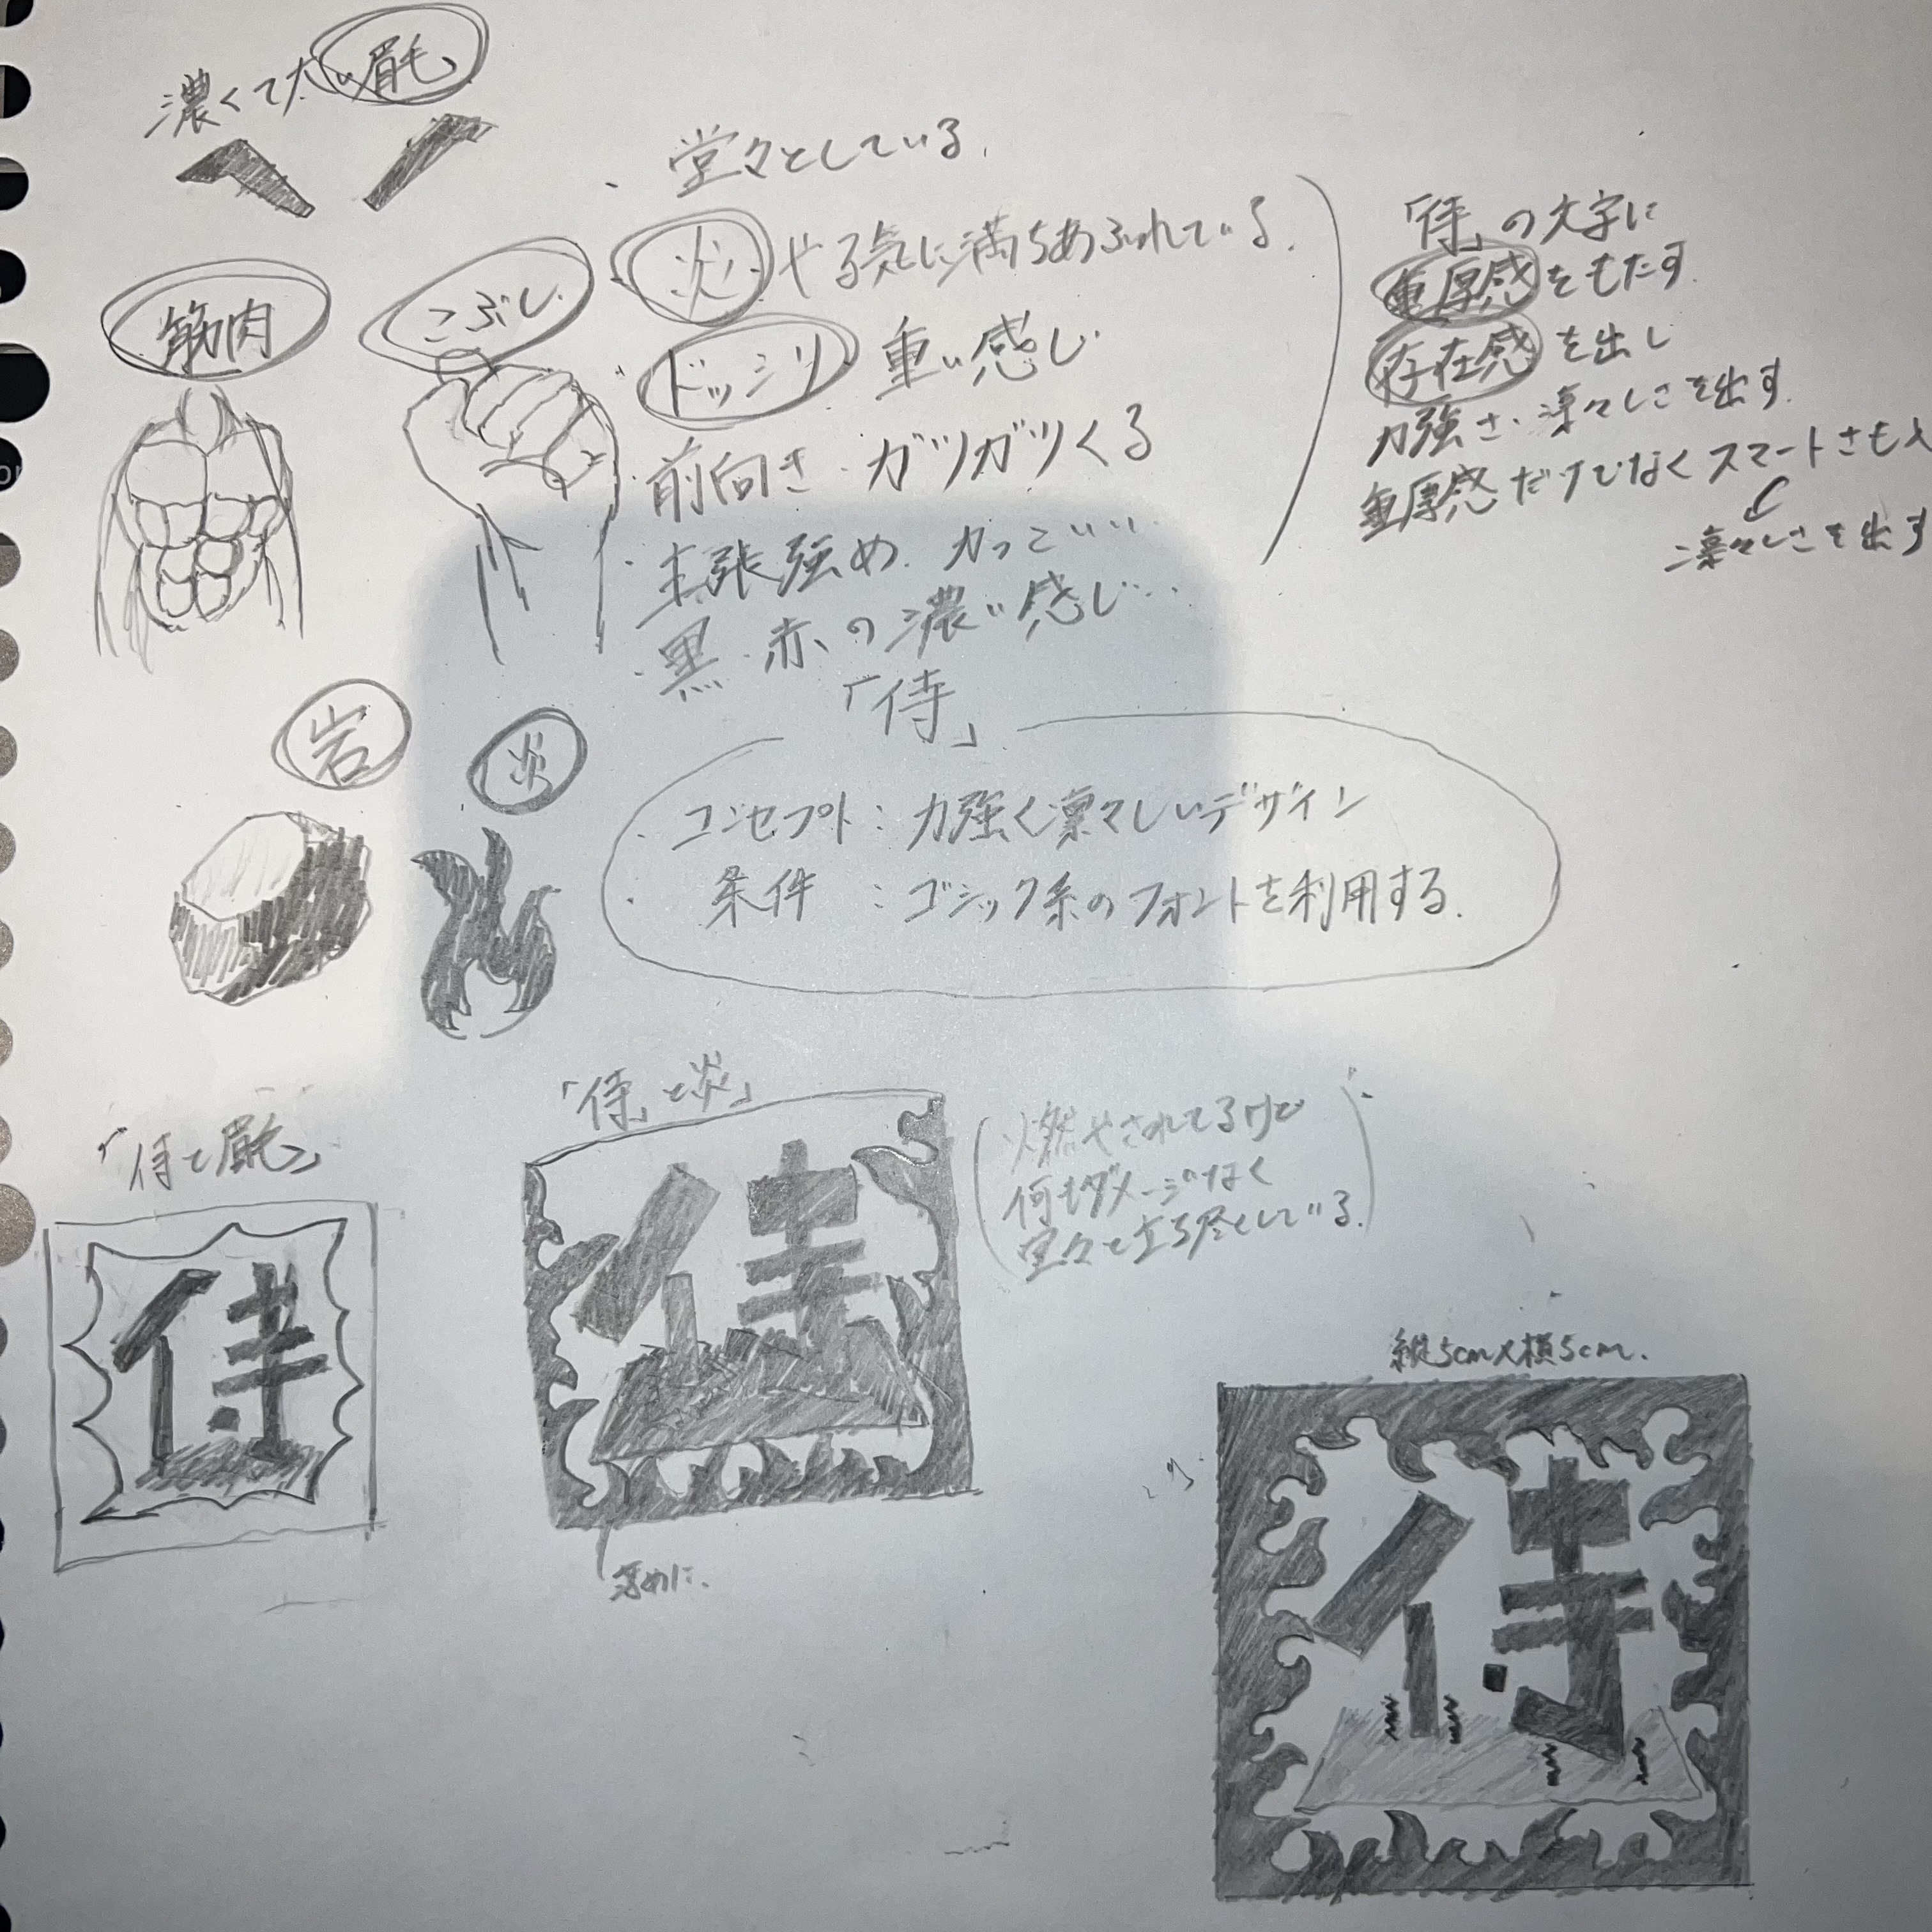 濃くて太い眉毛
・堂々としている.
・炎 やる気に満ちあふれている.
・ドッシリ 重い感じ
・前向き・ガツガツくる
・主張強め. かっこいい
・黒・赤の濃い感じ…
「侍」の文字に
重厚感をもたす.
存在感を出し
力強さ・凜々しさを出す.
重厚感だけでなくスマートさも
凜々しさを出す
筋肉
こぶし
岩
炎
「侍」
・コンセプト：力強く凜々しいデザイン
・条件：ゴシック系のフォントを利用する.
「侍と眉毛」
侍
「侍」と炎」
侍
(燃やされてるけど
何もダメージなく
堂々と立ち尽くしている.)
縦5cm×横5cm.
侍